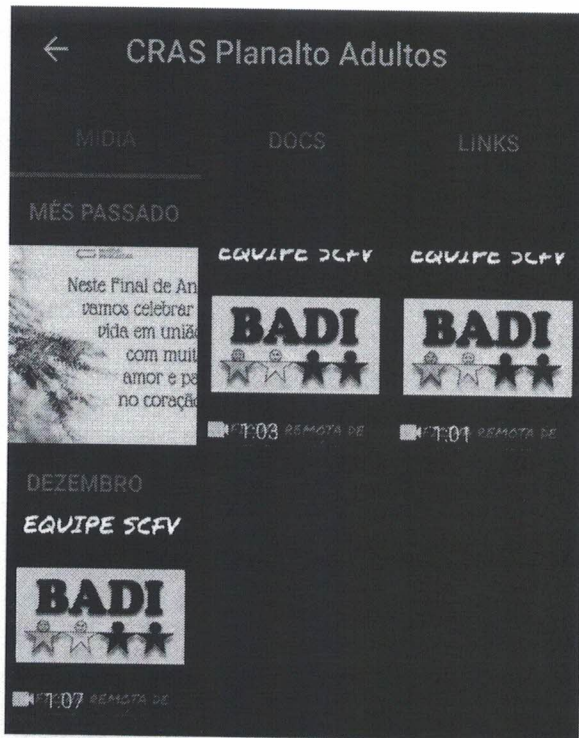 ← CRAS Planalto Adultos
MÍDIA DOCS LINKS
MÊS PASSADO
Neste Final de An
vamos celebrar
vida em uniã
com muit
amor e pa
no coraçã
EQUIPE SCFV
BADI
1:03 REMOTA DE
EQUIPE SCFV
BADI
1:01 REMOTA DE
DEZEMBRO
EQUIPE SCFV
BADI
1:07 REMOTA DE